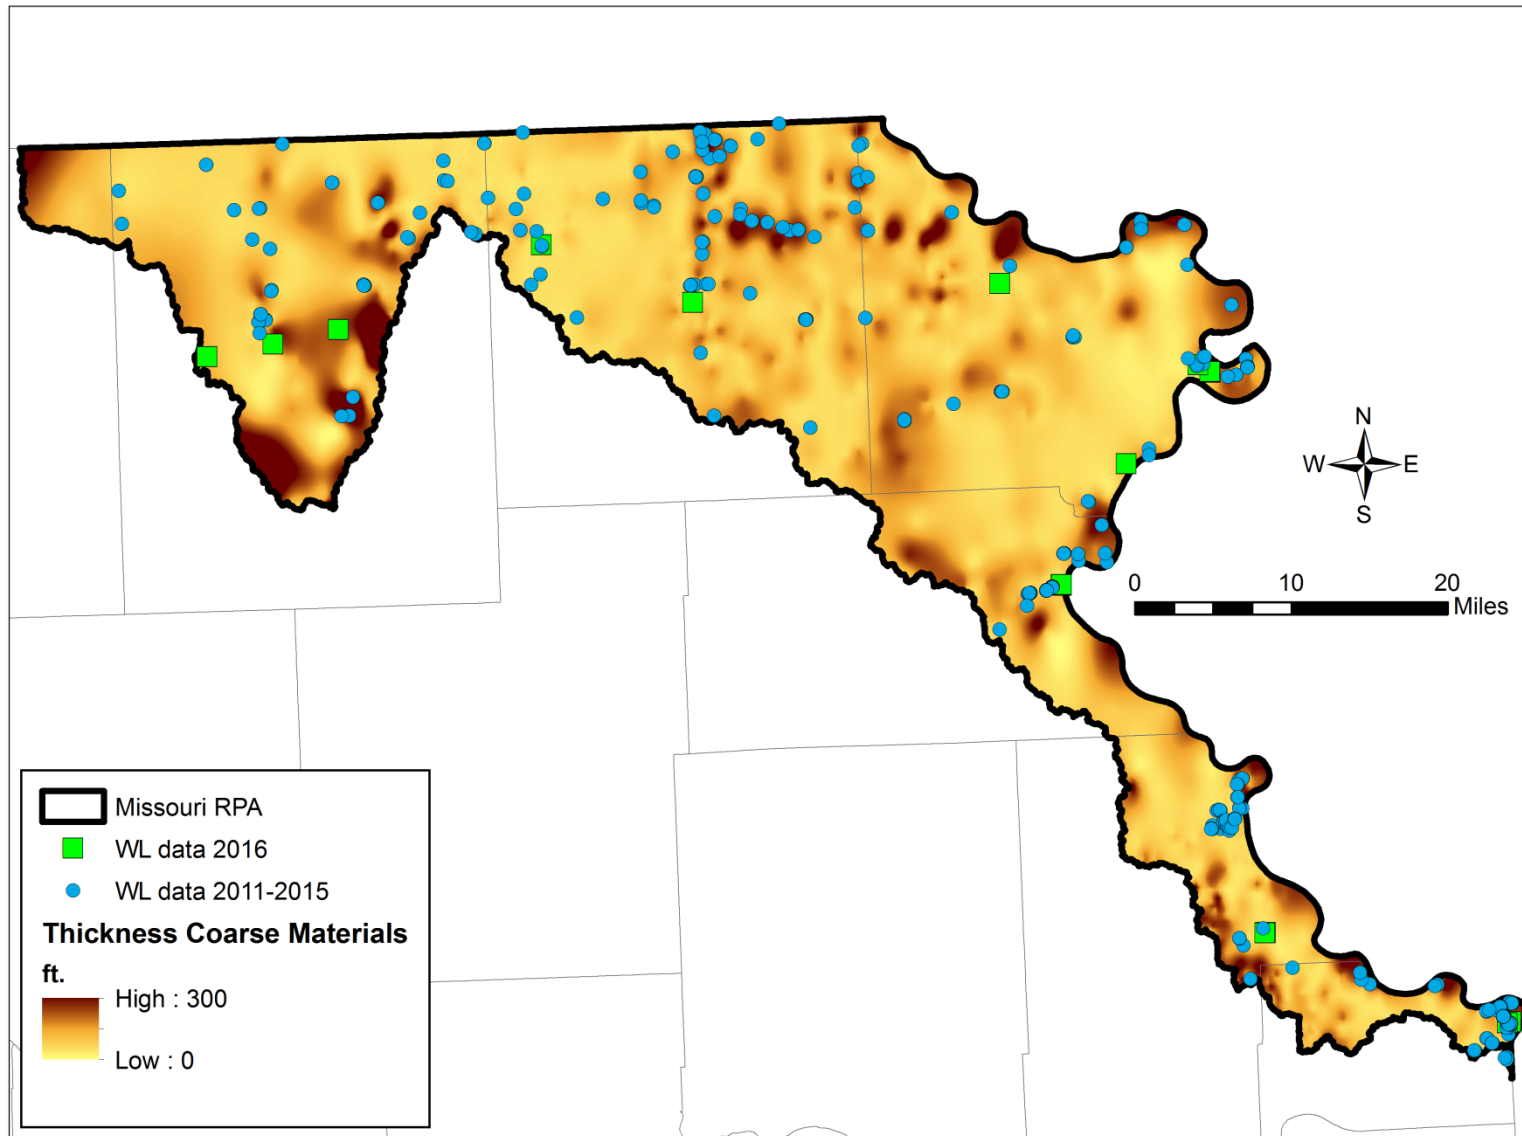 N
W E
S
0 10 20
Miles
Missouri RPA
WL data 2016
WL data 2011-2015
Thickness Coarse Materials
ft.
High : 300
Low : 0